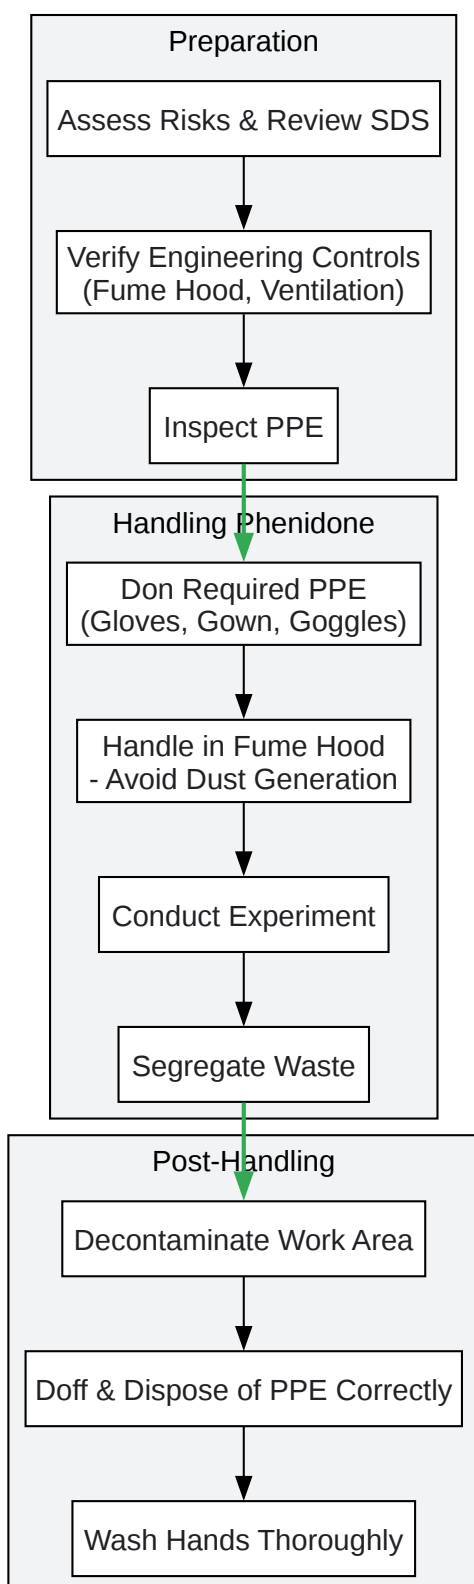 Preparation
Assess Risks & Review SDS
Verify Engineering Controls
(Fume Hood, Ventilation)
Inspect PPE
Handling Phenidone
Don Required PPE
(Gloves, Gown, Goggles)
Handle in Fume Hood
- Avoid Dust Generation
Conduct Experiment
Segregate Waste
Post-Handling
Decontaminate Work Area
Doff & Dispose of PPE Correctly
Wash Hands Thoroughly